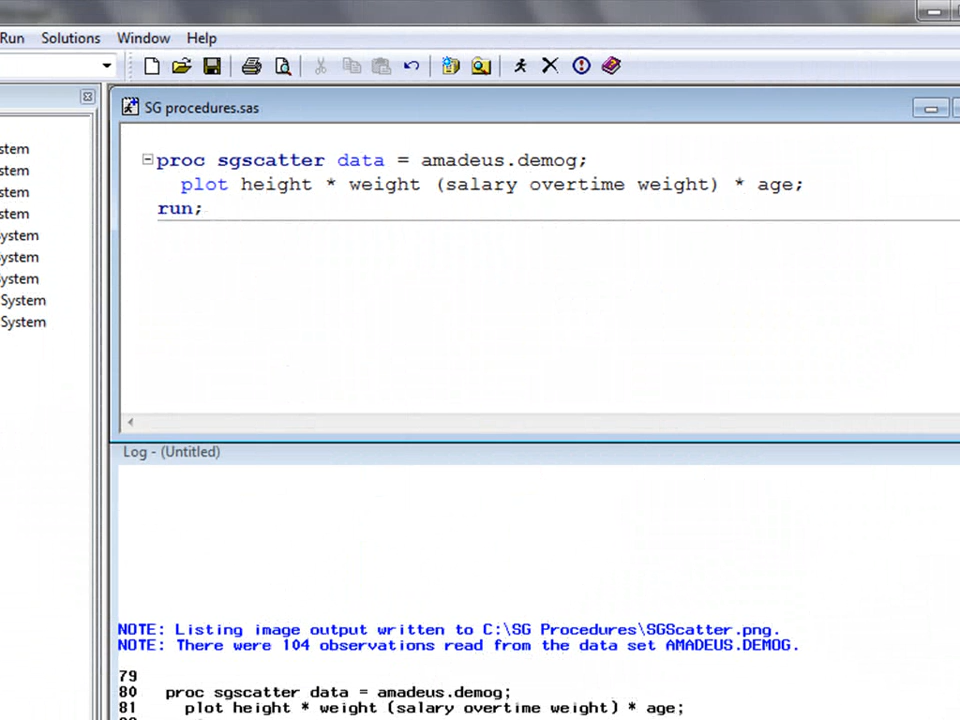 Run Solutions Window Help
SG procedures.sas
stem
stem
stem
stem
ystem
ystem
ystem
System
System
proc sgscatter data = amadeus.demog;
plot height * weight (salary overtime weight) * age;
run;
Log - (Untitled)
NOTE: Listing image output written to C:\SG Procedures\SGScatter.png.
NOTE: There were 104 observations read from the data set AMADEUS.DEMOG.
79
80 proc sgscatter data = amadeus.demog;
81 plot height * weight (salary overtime weight) * age;